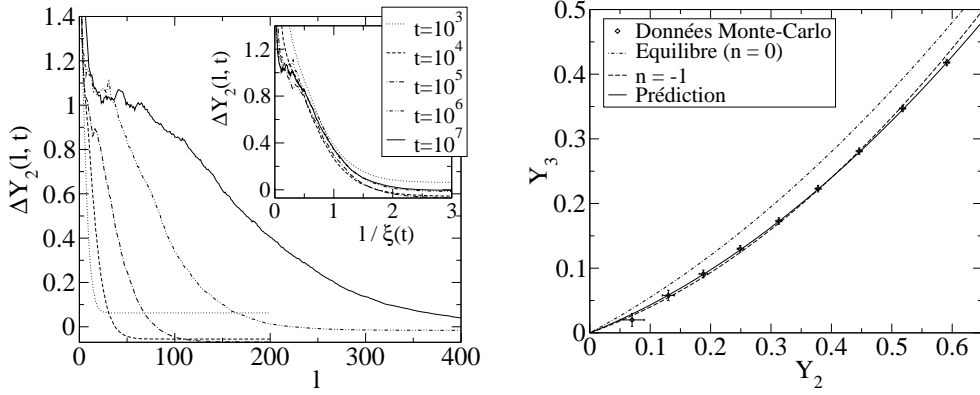 1.4
1.2
1
0.8
0.6
0.4
0.2
0
ΔY₂(l, t)
0
100
200
300
400
l
1.2
0.8
0.4
0
ΔY₂(l, t)
0
1
2
3
l / ξ(t)
t=10³
t=10⁴
t=10⁵
t=10⁶
t=10⁷
0.5
0.4
0.3
0.2
0.1
0
Y₃
0
0.1
0.2
0.3
0.4
0.5
0.6
Y₂
Données Monte-Carlo
Equilibre (n = 0)
n = -1
Prédiction